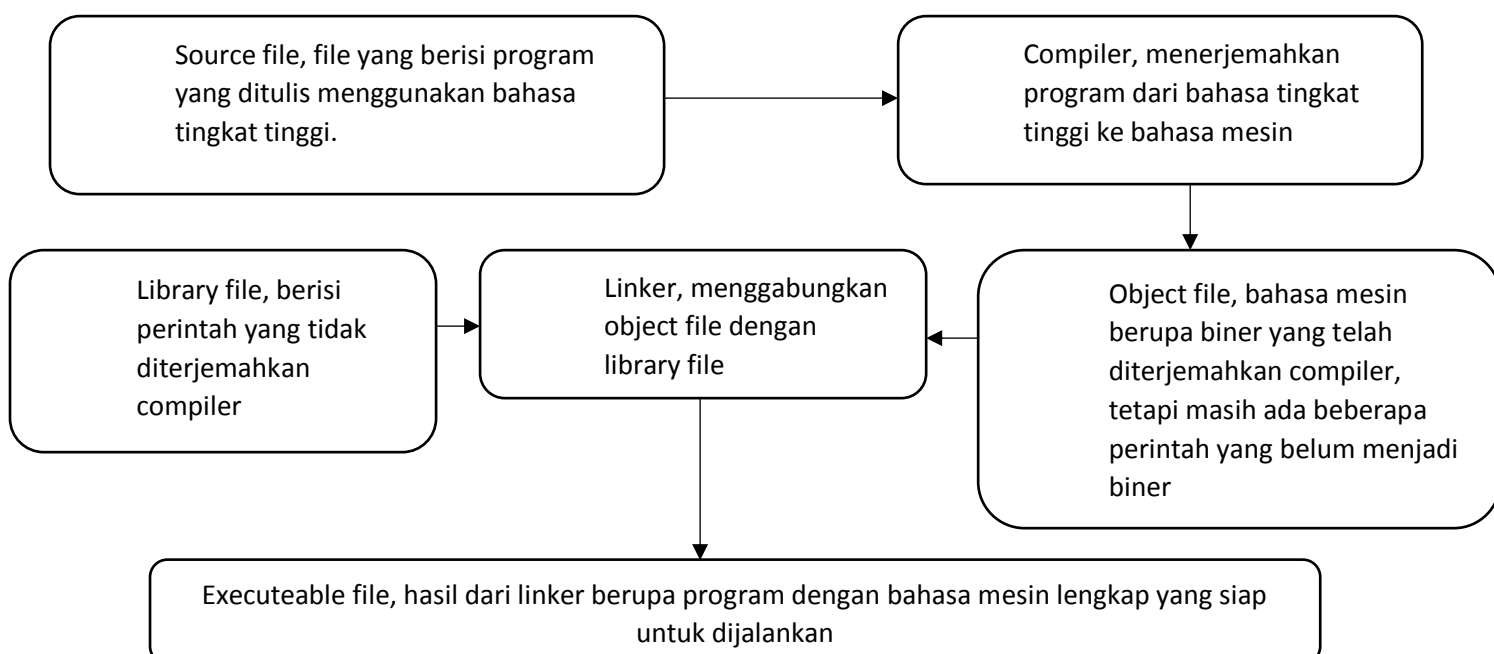 Source file, file yang berisi program
yang ditulis menggunakan bahasa
tingkat tinggi.
Compiler, menerjemahkan
program dari bahasa tingkat
tinggi ke bahasa mesin
Library file, berisi
perintah yang tidak
diterjemahkan
compiler
Linker, menggabungkan
object file dengan
library file
Object file, bahasa mesin
berupa biner yang telah
diterjemahkan compiler,
tetapi masih ada beberapa
perintah yang belum menjadi
biner
Executeable file, hasil dari linker berupa program dengan bahasa mesin lengkap yang siap
untuk dijalankan